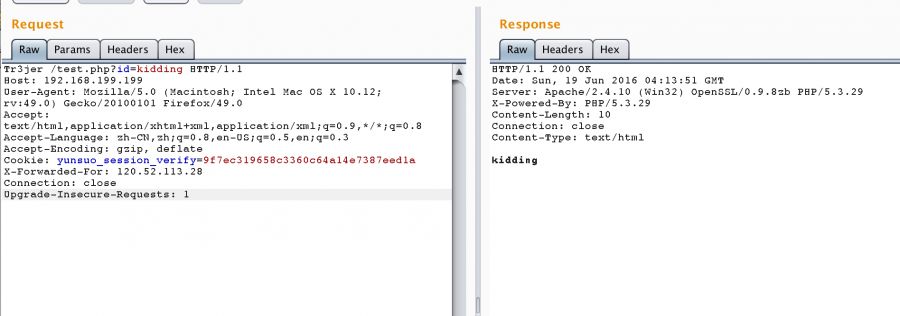 Request
Raw Params Headers Hex
Tr3jer /test.php?id=kidding HTTP/1.1
Host: 192.168.199.199
User-Agent: Mozilla/5.0 (Macintosh; Intel Mac OS X 10.12;
rv:49.0) Gecko/20100101 Firefox/49.0
Accept:
text/html,application/xhtml+xml,application/xml;q=0.9,*/*;q=0.8
Accept-Language: zh-CN,zh;q=0.8,en-US;q=0.5,en;q=0.3
Accept-Encoding: gzip, deflate
Cookie: yunsuo_session_verify=9f7ec319658c3360c64a14e7387eed1a
X-Forwarded-For: 120.52.113.28
Connection: close
Upgrade-Insecure-Requests: 1
Response
Raw Headers Hex
HTTP/1.1 200 OK
Date: Sun, 19 Jun 2016 04:13:51 GMT
Server: Apache/2.4.10 (Win32) OpenSSL/0.9.8zb PHP/5.3.29
X-Powered-By: PHP/5.3.29
Content-Length: 10
Connection: close
Content-Type: text/html
kidding